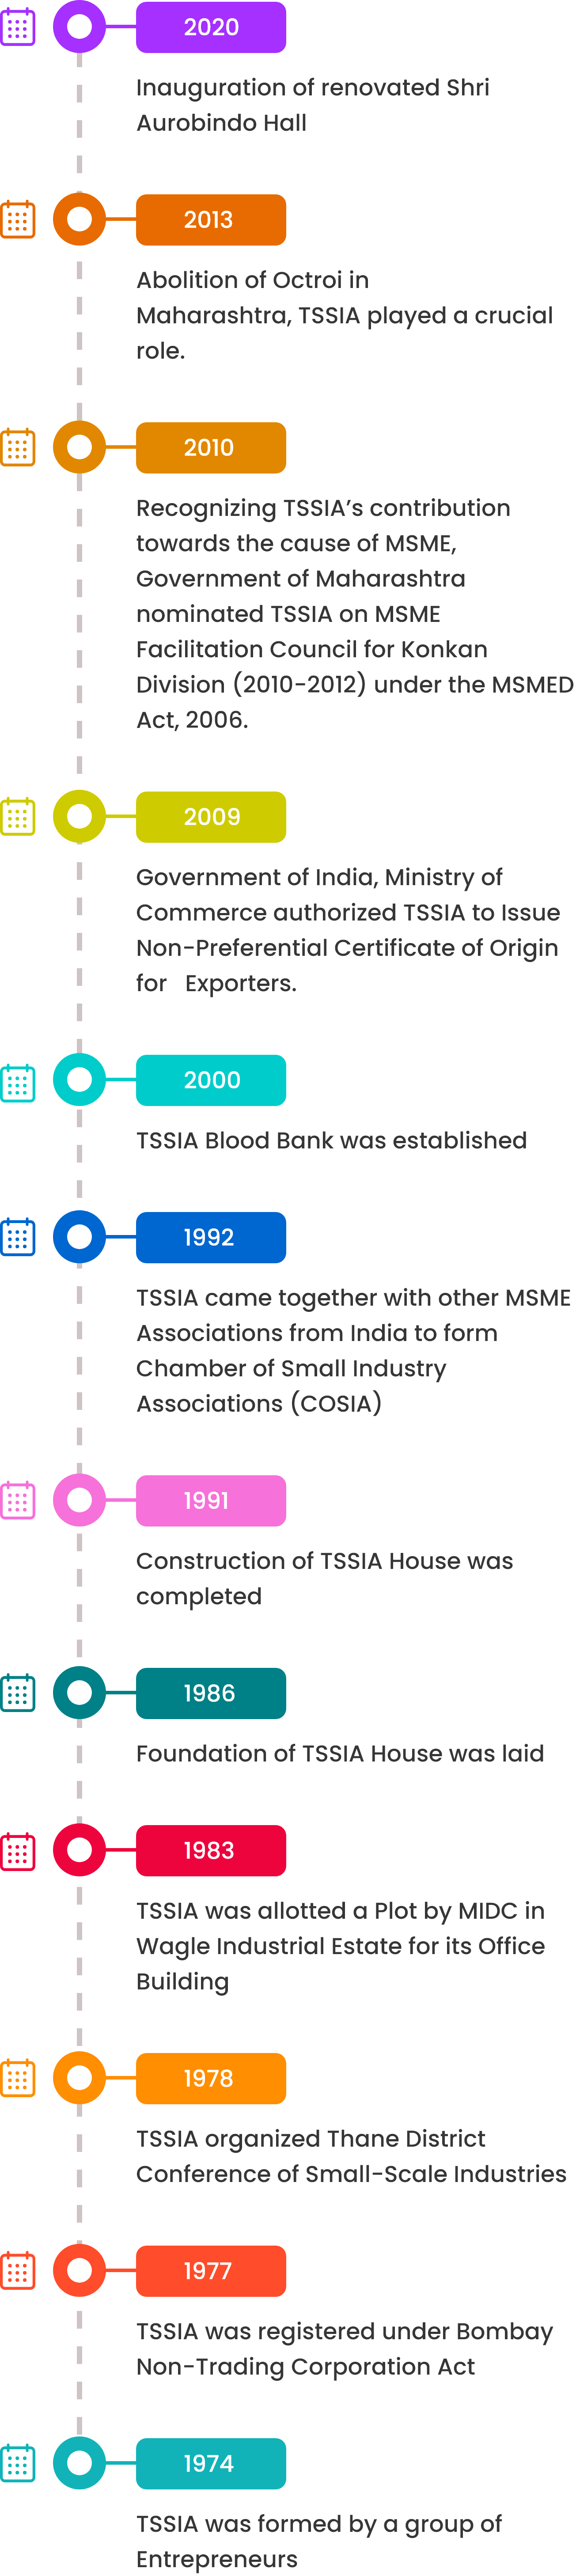 2020
Inauguration of renovated Shri
Aurobindo Hall
2013
Abolition of Octroi in
Maharashtra, TSSIA played a crucial
role.
2010
Recognizing TSSIA’s contribution
towards the cause of MSME,
Government of Maharashtra
nominated TSSIA on MSME
Facilitation Council for Konkan
Division (2010-2012) under the MSMED
Act, 2006.
2009
Government of India, Ministry of
Commerce authorized TSSIA to Issue
Non-Preferential Certificate of Origin
for   Exporters.
2000
TSSIA Blood Bank was established
1992
TSSIA came together with other MSME
Associations from India to form
Chamber of Small Industry
Associations (COSIA)
1991
Construction of TSSIA House was
completed
1986
Foundation of TSSIA House was laid
1983
TSSIA was allotted a Plot by MIDC in
Wagle Industrial Estate for its Office
Building
1978
TSSIA organized Thane District
Conference of Small-Scale Industries
1977
TSSIA was registered under Bombay
Non-Trading Corporation Act
1974
TSSIA was formed by a group of
Entrepreneurs